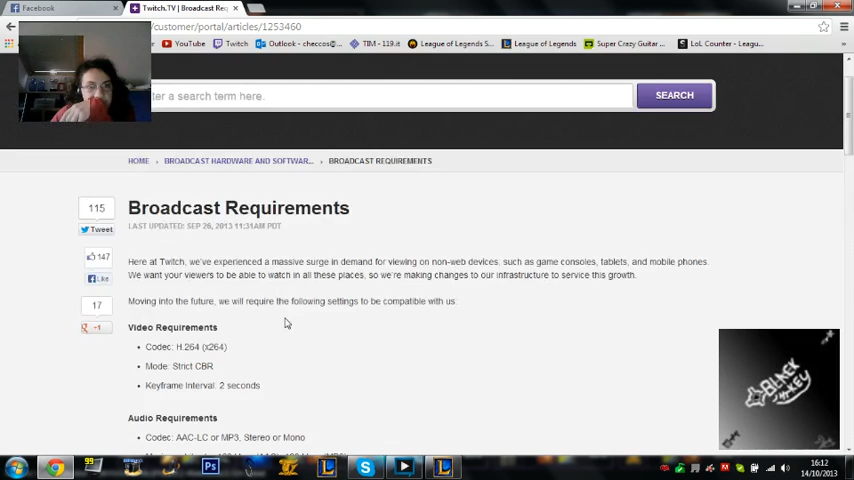 Facebook
Twitch.TV | Broadcast Req
/customer/portal/articles/1253460
YouTube Twitch Outlook - checcos@... TIM - 119.it League of Legends S... League of Legends Super Crazy Guitar ... LoL Counter - Leagu...
ter a search term here. SEARCH
HOME › BROADCAST HARDWARE AND SOFTWAR... › BROADCAST REQUIREMENTS
115
Tweet
147
Like
17
+1
Broadcast Requirements
LAST UPDATED: SEP 26, 2013 11:31AM PDT
Here at Twitch, we've experienced a massive surge in demand for viewing on non-web devices, such as game consoles, tablets, and mobile phones.
We want your viewers to be able to watch in all these places, so we're making changes to our infrastructure to service this growth.
Moving into the future, we will require the following settings to be compatible with us.
Video Requirements
• Codec: H.264 (x264)
• Mode: Strict CBR
• Keyframe Interval: 2 seconds
Audio Requirements
• Codec: AAC-LC or MP3, Stereo or Mono
99
Ps
16:12
14/10/2013